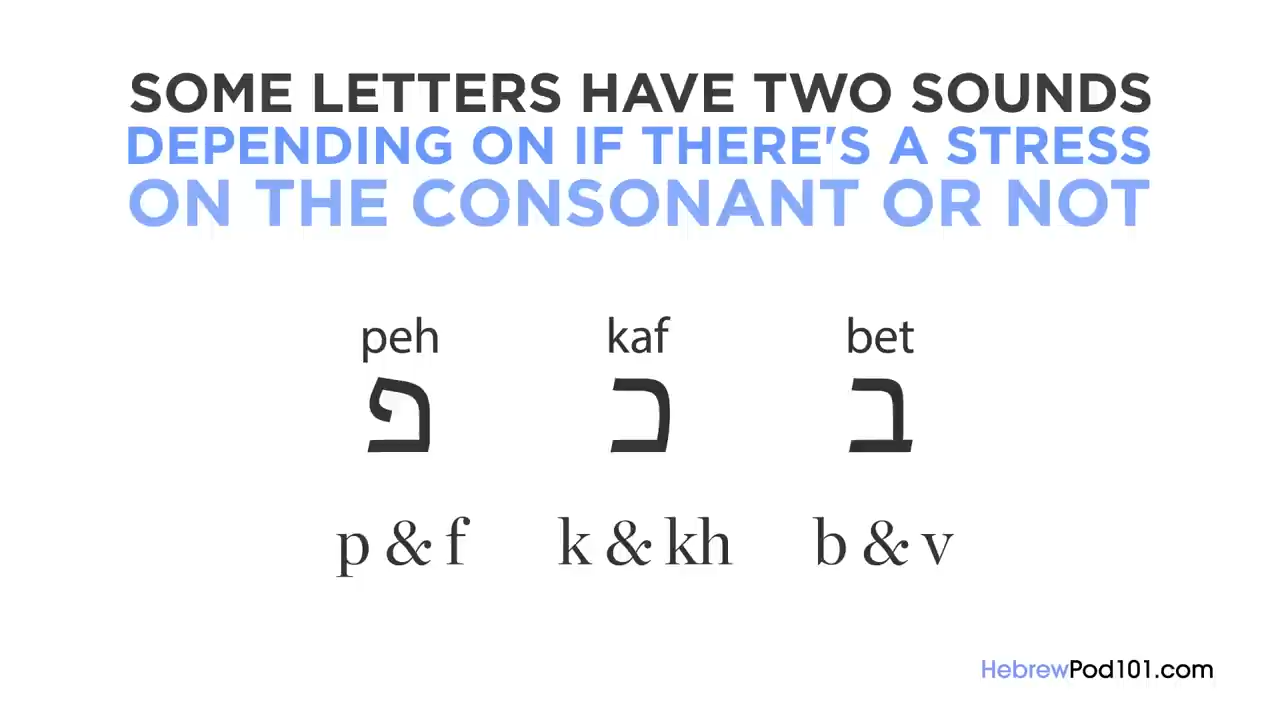 SOME LETTERS HAVE TWO SOUNDS
DEPENDING ON IF THERE'S A STRESS
ON THE CONSONANT OR NOT
peh kaf bet
פ כ ב
p & f k & kh b & v
HebrewPod101.com